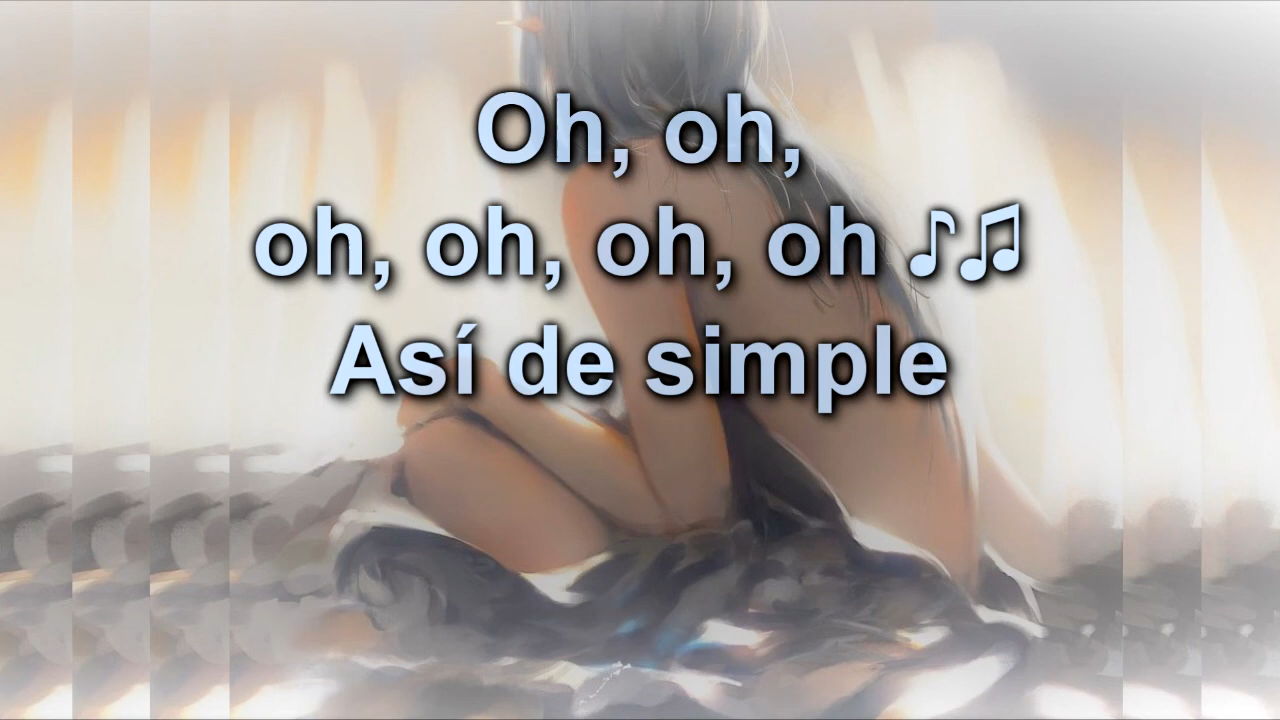 Oh, oh,
oh, oh, oh, oh ♪♫
Así de simple